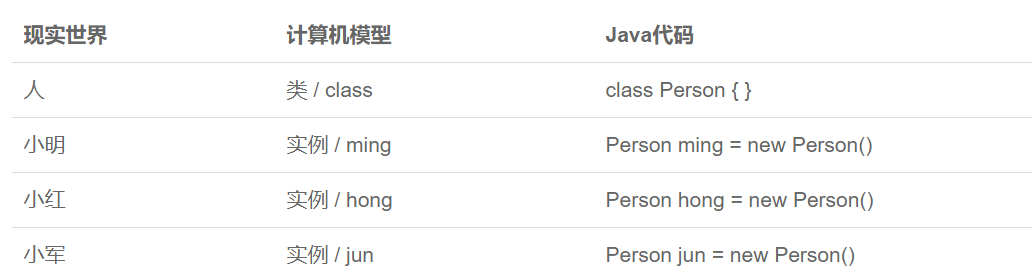 现实世界 计算机模型 Java代码
人 类 / class class Person { }
小明 实例 / ming Person ming = new Person()
小红 实例 / hong Person hong = new Person()
小军 实例 / jun Person jun = new Person()